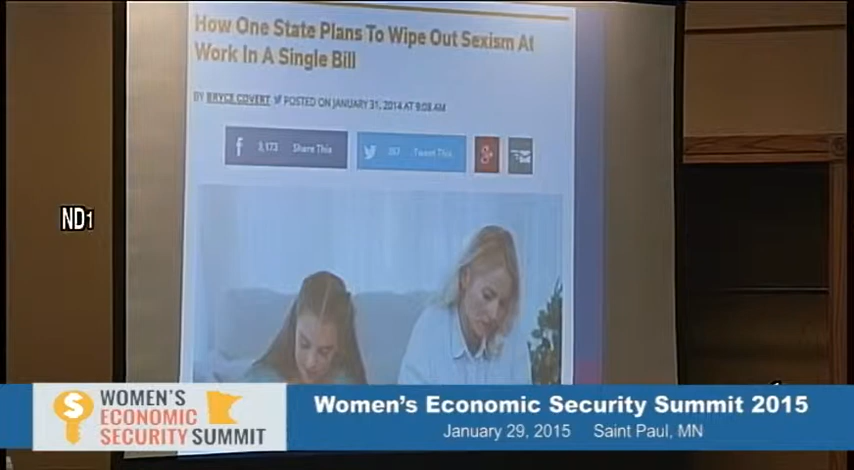 How One State Plans To Wipe Out Sexism At
Work In A Single Bill
BY BRYCE COVERT POSTED ON JANUARY 31, 2014 AT 9:08 AM
f 3,173 Share This
Tweet This
g+
ND1
WOMEN'S
ECONOMIC
SECURITY SUMMIT
Women's Economic Security Summit 2015
January 29, 2015 Saint Paul, MN